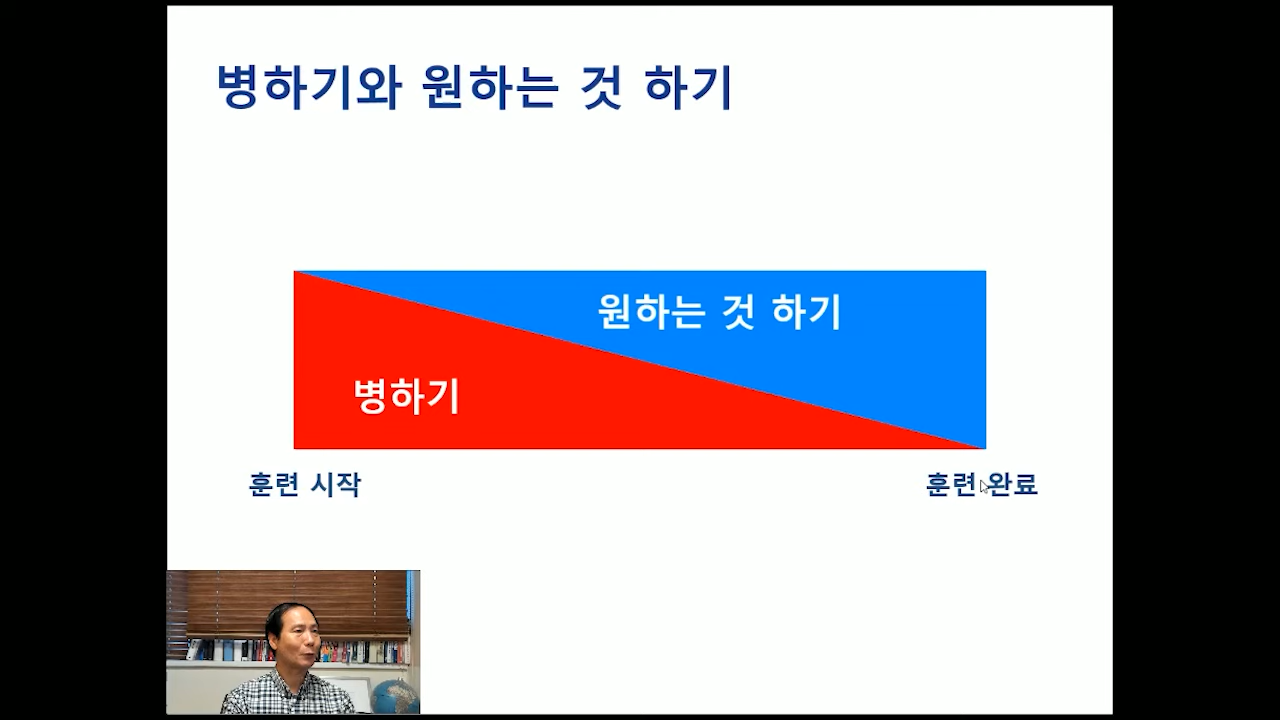 병하기와 원하는 것 하기
원하는 것 하기
병하기
훈련 시작
훈련 완료